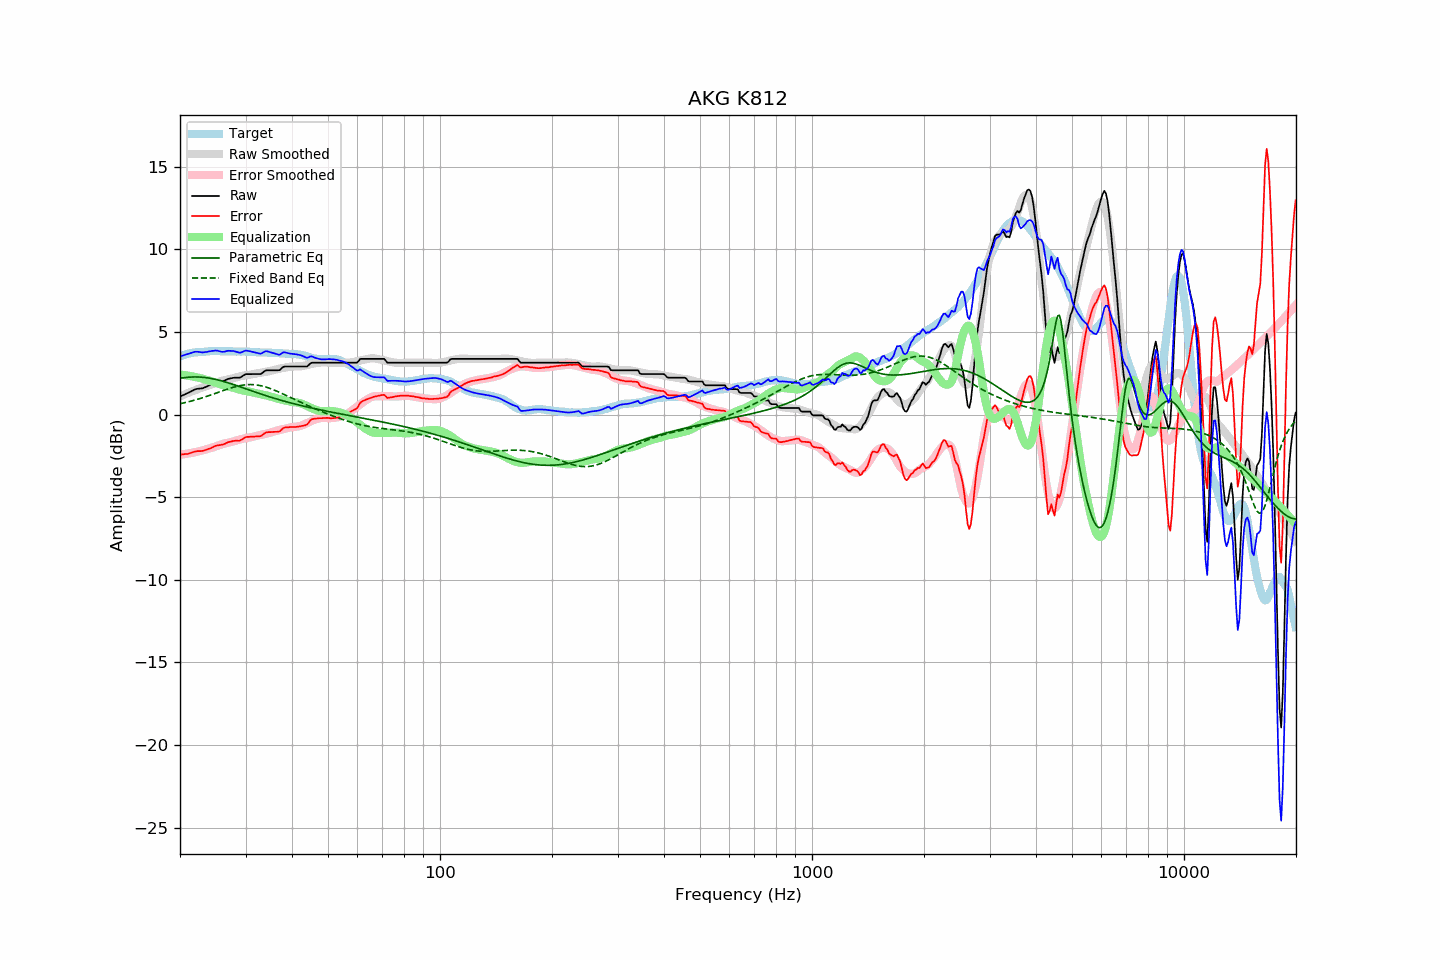 AKG K812
Target
Raw Smoothed
Error Smoothed
Raw
Error
Equalization
Parametric Eq
Fixed Band Eq
Equalized
15
10
5
0
−5
−10
−15
−20
−25
Amplitude (dBr)
100 1000 10000
Frequency (Hz)